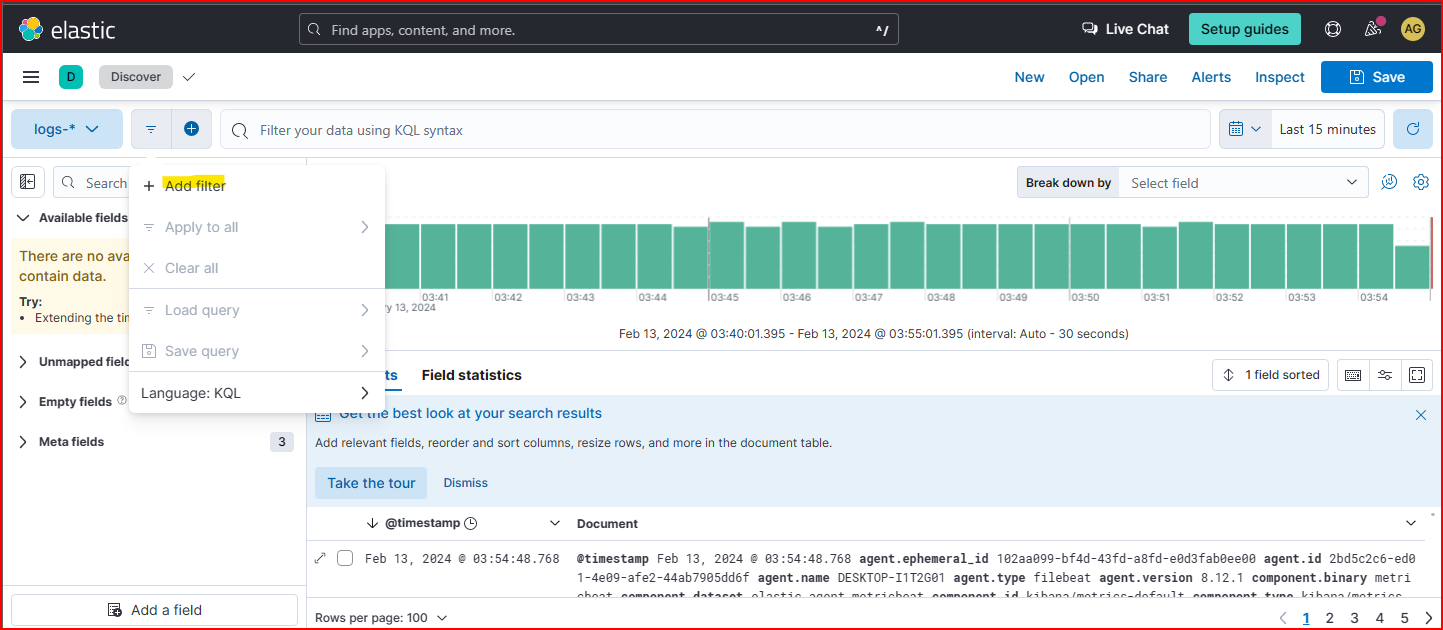 elastic
Find apps, content, and more.
^/
Live Chat
Setup guides
AG
D
Discover
New
Open
Share
Alerts
Inspect
Save
logs-*
Filter your data using KQL syntax
Last 15 minutes
Search
Add filter
Apply to all
Clear all
Load query
Save query
Language: KQL
Available fields
There are no ava
contain data.
Try:
• Extending the tim
Unmapped field
Empty fields
Meta fields
3
Add a field
Break down by
Select field
03:41 03:42 03:43 03:44 03:45 03:46 03:47 03:48 03:49 03:50 03:51 03:52 03:53 03:54
ry 13, 2024
Feb 13, 2024 @ 03:40:01.395 - Feb 13, 2024 @ 03:55:01.395 (interval: Auto - 30 seconds)
ts
Field statistics
1 field sorted
Get the best look at your search results
Add relevant fields, reorder and sort columns, resize rows, and more in the document table.
Take the tour
Dismiss
@timestamp
Document
Feb 13, 2024 @ 03:54:48.768
@timestamp Feb 13, 2024 @ 03:54:48.768 agent.ephemeral_id 102aa099-bf4d-43fd-a8fd-e0d3fab0ee00 agent.id 2bd5c2c6-ed0
1-4e09-afe2-44ab7905dd6f agent.name DESKTOP-I1T2G01 agent.type filebeat agent.version 8.12.1 component.binary metri
cbeat component.dataset elastic_agent.metricbeat component.id kibana/metrics-default component.type kibana/metrics
Rows per page: 100
1 2 3 4 5